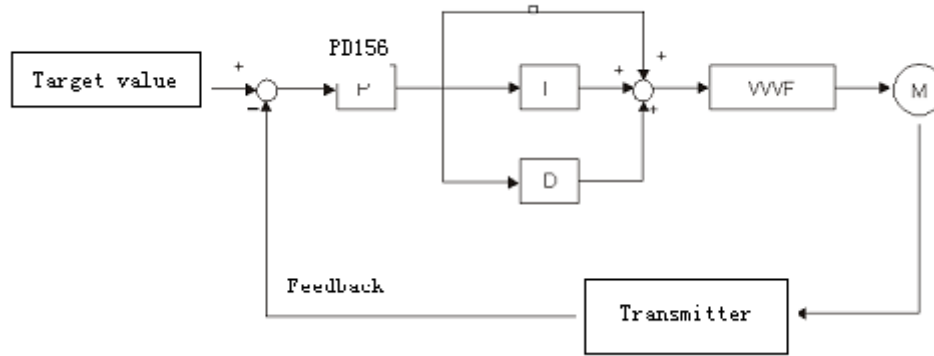 PD156
Target value
+
P
I
+
+
VVVF
M
−
+
D
Feedback
Transmitter